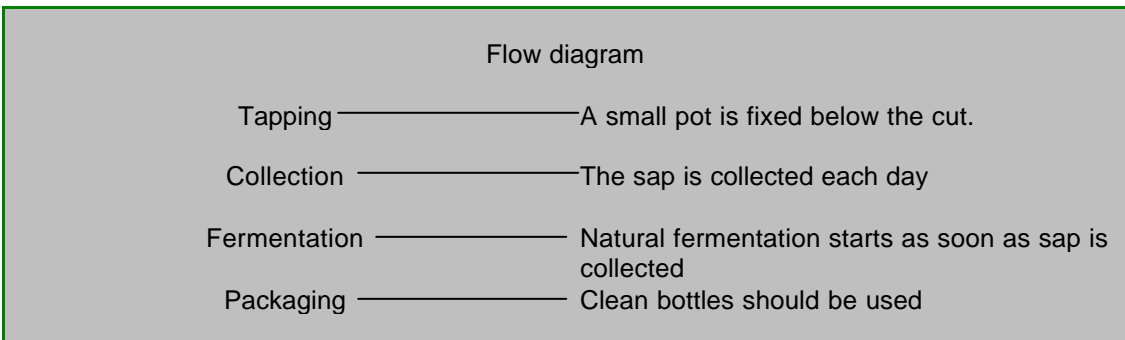 Flow diagram
Tapping A small pot is fixed below the cut.
Collection The sap is collected each day
Fermentation Natural fermentation starts as soon as sap is
collected
Packaging Clean bottles should be used